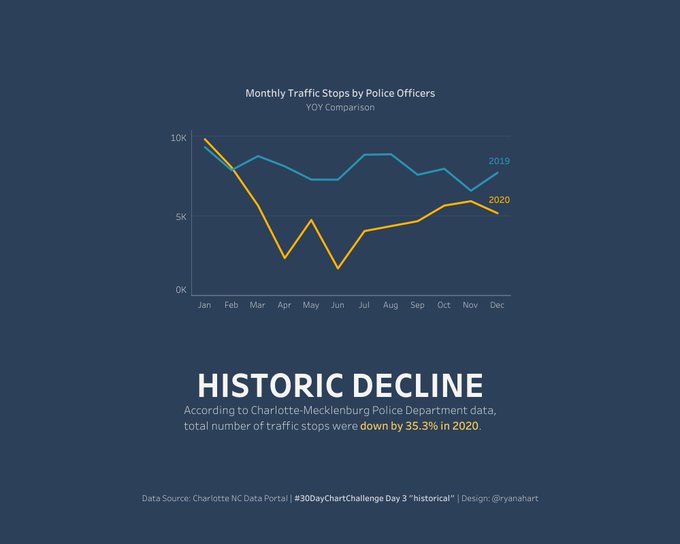 Monthly Traffic Stops by Police Officers
YOY Comparison
10K
2019
2020
5K
0K
Jan Feb Mar Apr May Jun Jul Aug Sep Oct Nov Dec
HISTORIC DECLINE
According to Charlotte-Mecklenburg Police Department data,
total number of traffic stops were down by 35.3% in 2020.
Data Source: Charlotte NC Data Portal | #30DayChartChallenge Day 3 "historical" | Design: @ryanahart